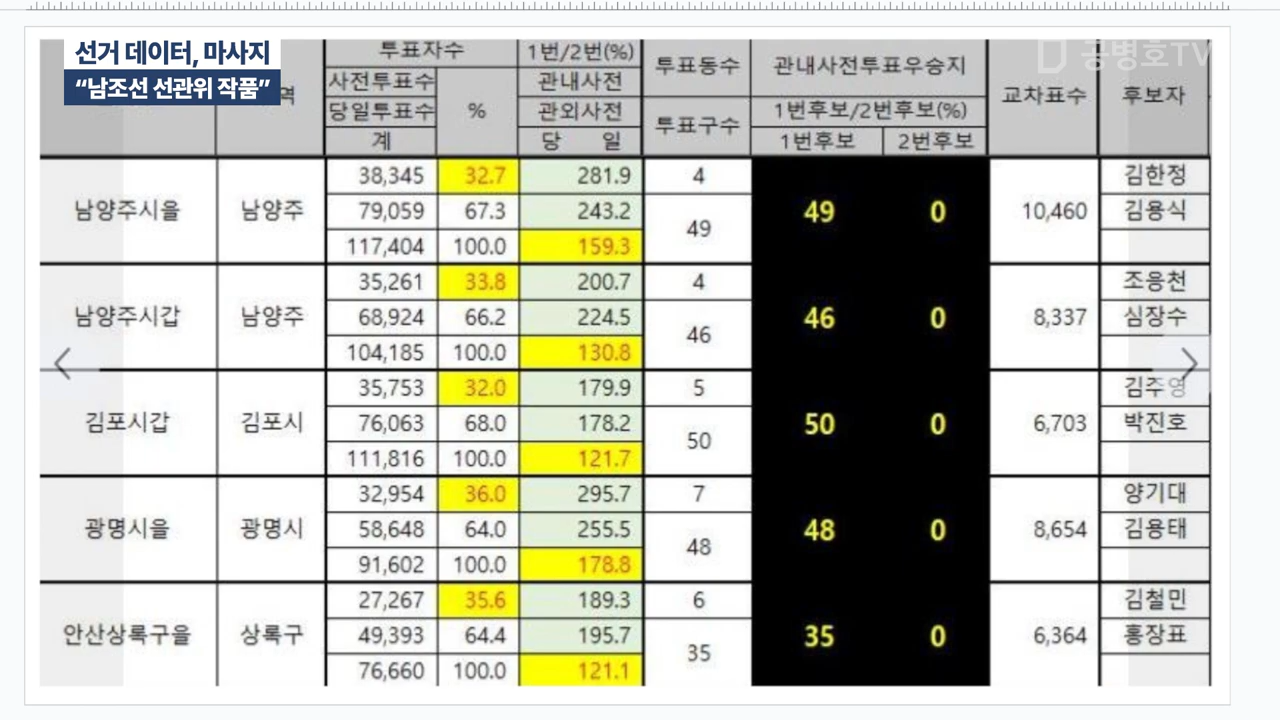 선거 데이터, 마사지
“남조선 선관위 작품”
공병호TV
역
투표자수 1번/2번(%) 투표동수 관내사전투표우승지 교차표수 후보자
사전투표수 % 관내사전
당일투표수 관외사전 투표구수 1번후보/2번후보(%)
계 당 일 1번후보 2번후보
남양주시을 남양주 38,345 32.7 281.9 4 49 0 10,460 김한정
79,059 67.3 243.2 49 김용식
117,404 100.0 159.3
남양주시갑 남양주 35,261 33.8 200.7 4 46 0 8,337 조응천
68,924 66.2 224.5 46 심장수
104,185 100.0 130.8
김포시갑 김포시 35,753 32.0 179.9 5 50 0 6,703 김주영
76,063 68.0 178.2 50 박진호
111,816 100.0 121.7
광명시을 광명시 32,954 36.0 295.7 7 48 0 8,654 양기대
58,648 64.0 255.5 48 김용태
91,602 100.0 178.8
안산상록구을 상록구 27,267 35.6 189.3 6 35 0 6,364 김철민
49,393 64.4 195.7 35 홍장표
76,660 100.0 121.1